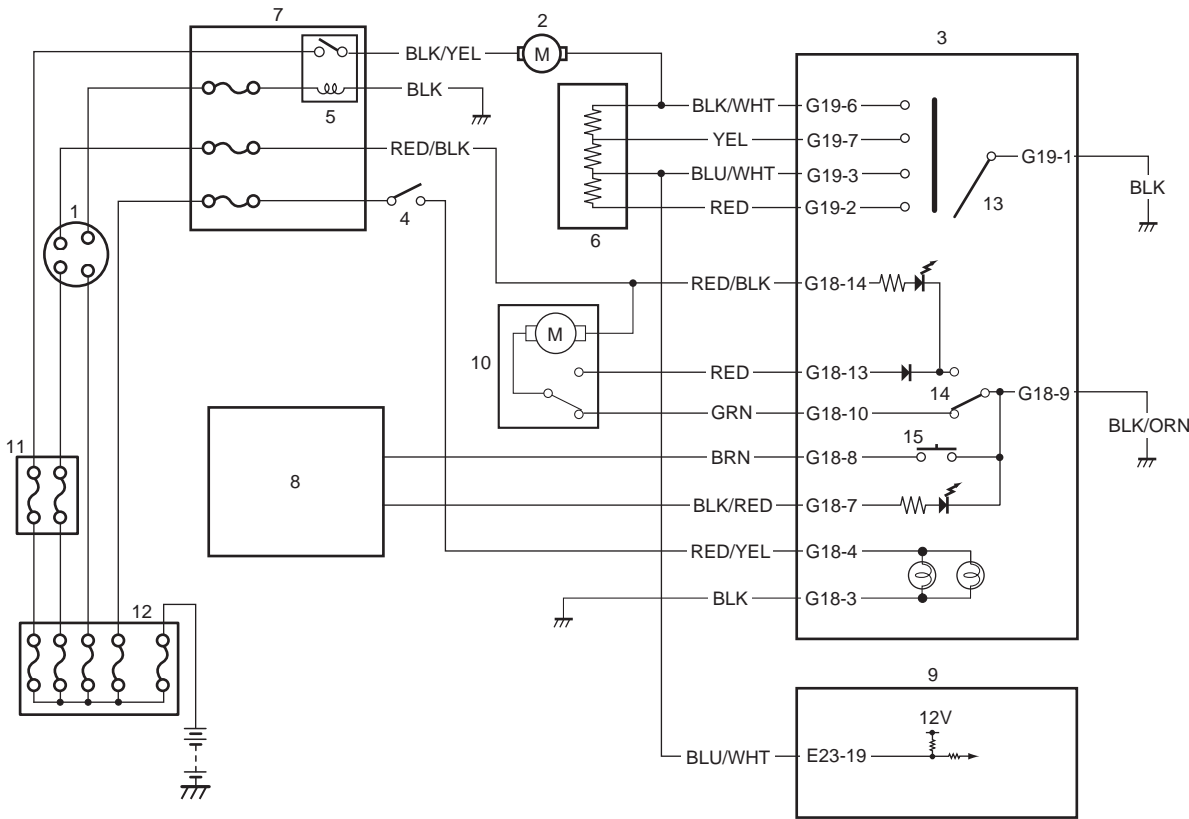 7
2
3
BLK/YEL
M
BLK
5
BLK/WHT
G19-6
YEL
G19-7
RED/BLK
BLU/WHT
G19-3
G19-1
BLK
RED
G19-2
13
1
4
6
RED/BLK
G18-14
M
10
RED
G18-13
14
G18-9
GRN
G18-10
BLK/ORN
11
15
BRN
G18-8
8
BLK/RED
G18-7
RED/YEL
G18-4
BLK
G18-3
12
9
12V
BLU/WHT
E23-19